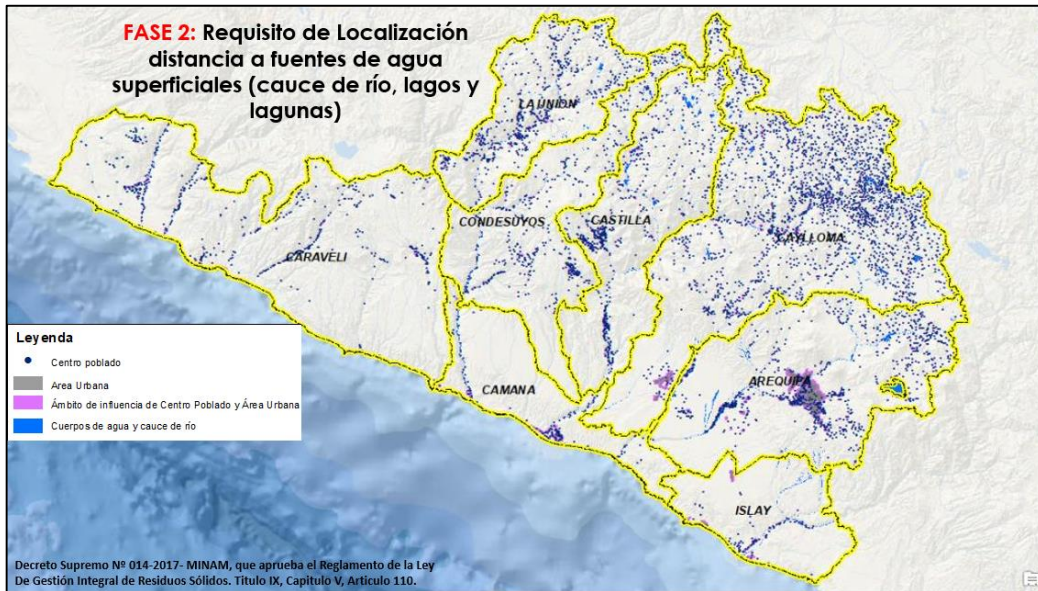 FASE 2: Requisito de Localización
distancia a fuentes de agua
superficiales (cauce de río, lagos y
lagunas)
LA UNION
CONDESUYOS
CASTILLA
CAYLLOMA
CARAVELI
Leyenda
Centro poblado
Area Urbana
Ámbito de influencia de Centro Poblado y Área Urbana
Cuerpos de agua y cauce de río
CAMANA
AREQUIPA
ISLAY
Decreto Supremo Nº 014-2017- MINAM, que aprueba el Reglamento de la Ley
De Gestión Integral de Residuos Sólidos. Titulo IX, Capitulo V, Articulo 110.